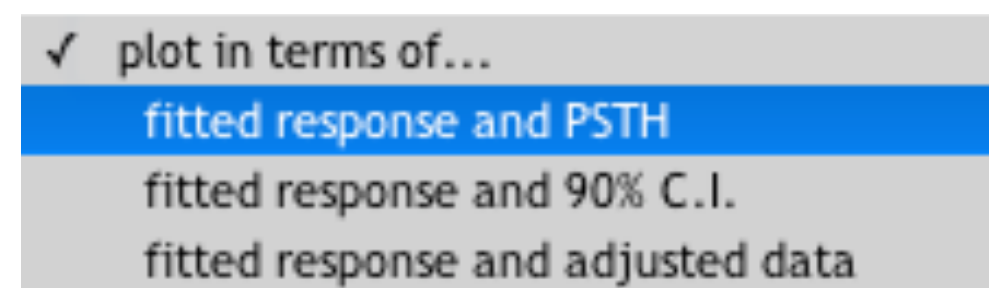 ✓ plot in terms of...
fitted response and PSTH
fitted response and 90% C.I.
fitted response and adjusted data